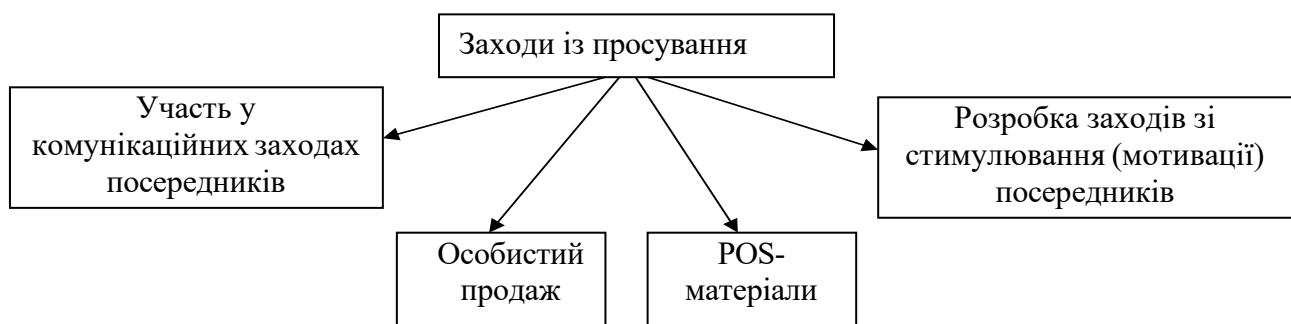 Заходи із просування
Участь у
комунікаційних заходах
посередників
Розробка заходів зі
стимулювання (мотивації)
посередників
Особистий
продаж
POS-
матеріали